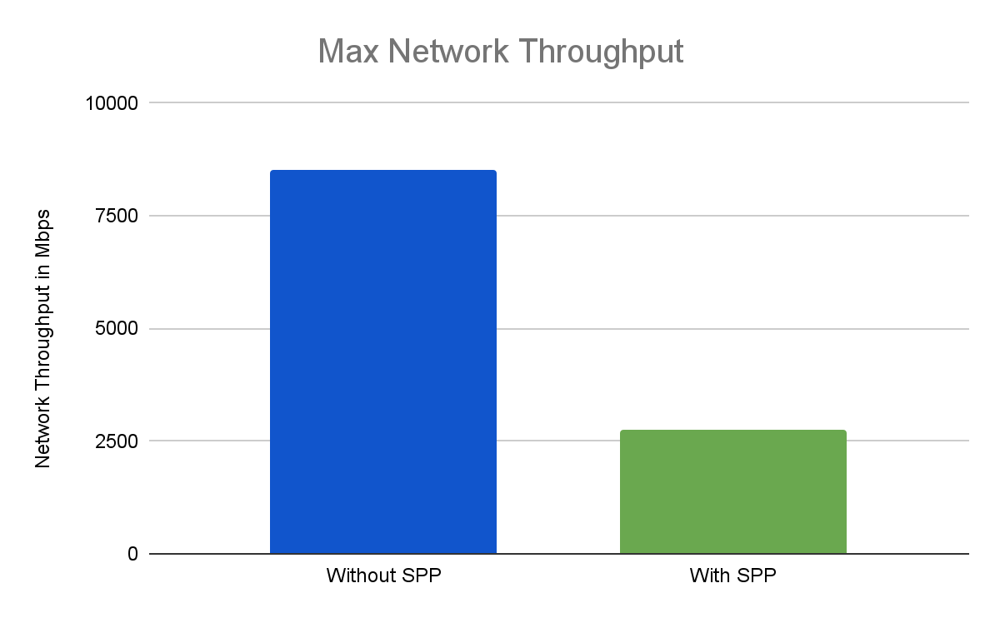 Max Network Throughput
Network Throughput in Mbps
10000
7500
5000
2500
0
Without SPP
With SPP